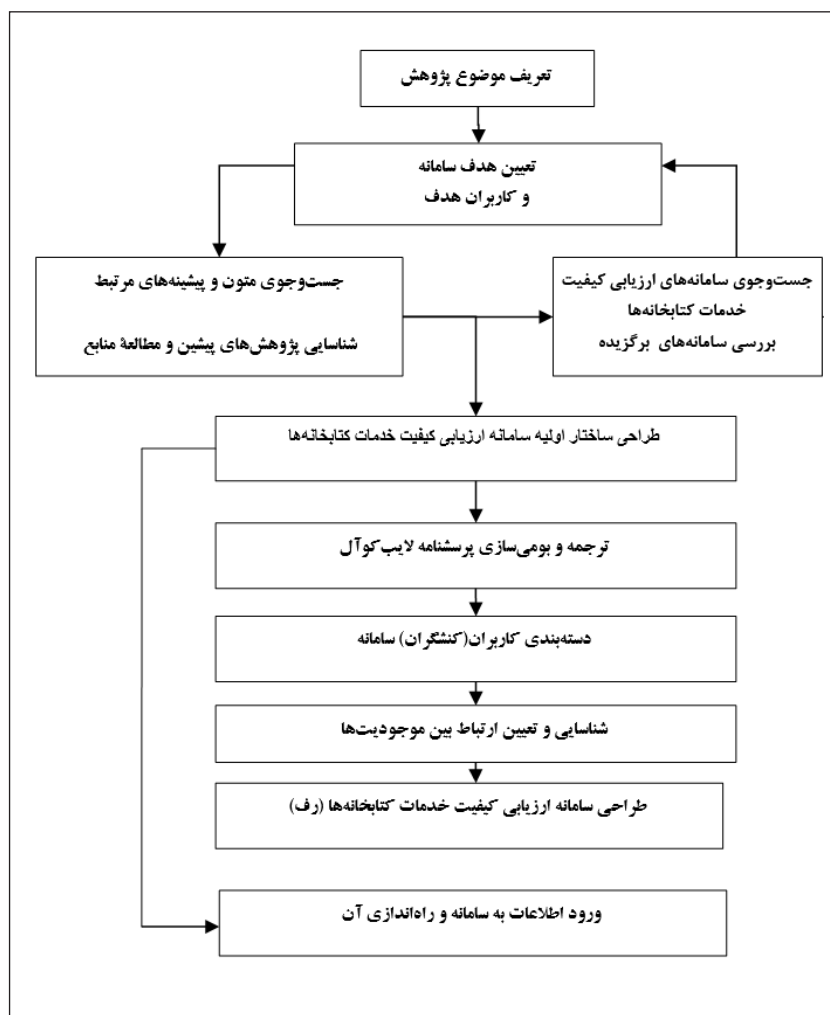 تعریف موضوع پژوهش
تعیین هدف سامانه
و کاربران هدف
جست‌وجوی سامانه‌های ارزیابی کیفیت
خدمات کتابخانه‌ها
بررسی سامانه‌های برگزیده
جست‌وجوی متون و پیشینه‌های مرتبط
شناسایی پژوهش‌های پیشین و مطالعۀ منابع
طراحی ساختار اولیه سامانه ارزیابی کیفیت خدمات کتابخانه‌ها
ترجمه و بومی‌سازی پرسشنامه لایب‌کوآل
دسته‌بندی کاربران(کنشگران) سامانه
شناسایی و تعیین ارتباط بین موجودیت‌ها
طراحی سامانه ارزیابی کیفیت خدمات کتابخانه‌ها (رف)
ورود اطلاعات به سامانه و راه‌اندازی آن